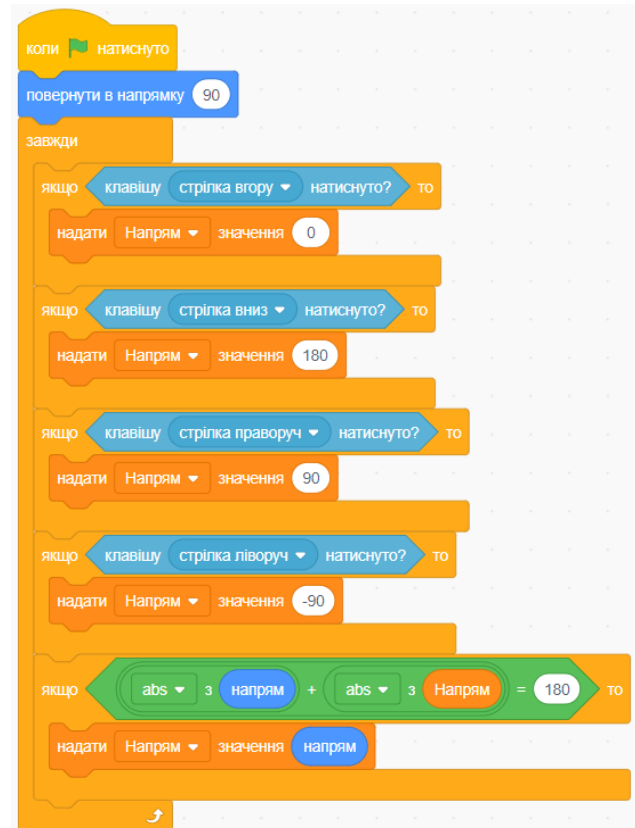 коли натиснуто
повернути в напрямку 90
завжди
якщо клавішу стрілка вгору натиснуто? то
надати Напрям значення 0
якщо клавішу стрілка вниз натиснуто? то
надати Напрям значення 180
якщо клавішу стрілка праворуч натиснуто? то
надати Напрям значення 90
якщо клавішу стрілка ліворуч натиснуто? то
надати Напрям значення -90
якщо abs з напрям + abs з Напрям = 180 то
надати Напрям значення напрям